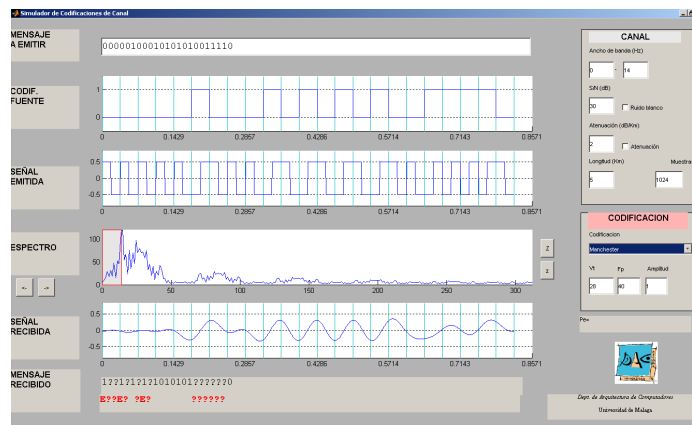 Simulador de Codificaciones de Canal
MENSAJE
A EMITIR
00000100010101010011110
CODIF.
FUENTE
1
0
0 0.1429 0.2857 0.4286 0.5714 0.7143 0.8571
SEÑAL
EMITIDA
0.5
0
-0.5
0 0.1429 0.2857 0.4286 0.5714 0.7143 0.8571
ESPECTRO
100
50
0
0 50 100 150 200 250 300
<- ->
Z
z
SEÑAL
RECIBIDA
0.5
0
-0.5
0 0.1429 0.2857 0.4286 0.5714 0.7143 0.8571
MENSAJE
RECIBIDO
1??1?1?1?1010101???????0
E??E? ?E? ??????
CANAL
Ancho de banda (Hz)
0 - 14
S/N (dB)
30 Ruido blanco
Atenuación (dB/Km)
2 Atenuación
Longitud (Km) Muestra
5 1024
CODIFICACION
Codificacion
Manchester
Vt Fp Amplitud
28 40 1
Pe=
DAC
Dept. de Arquitectura de Computadores
Universidad de Malaga